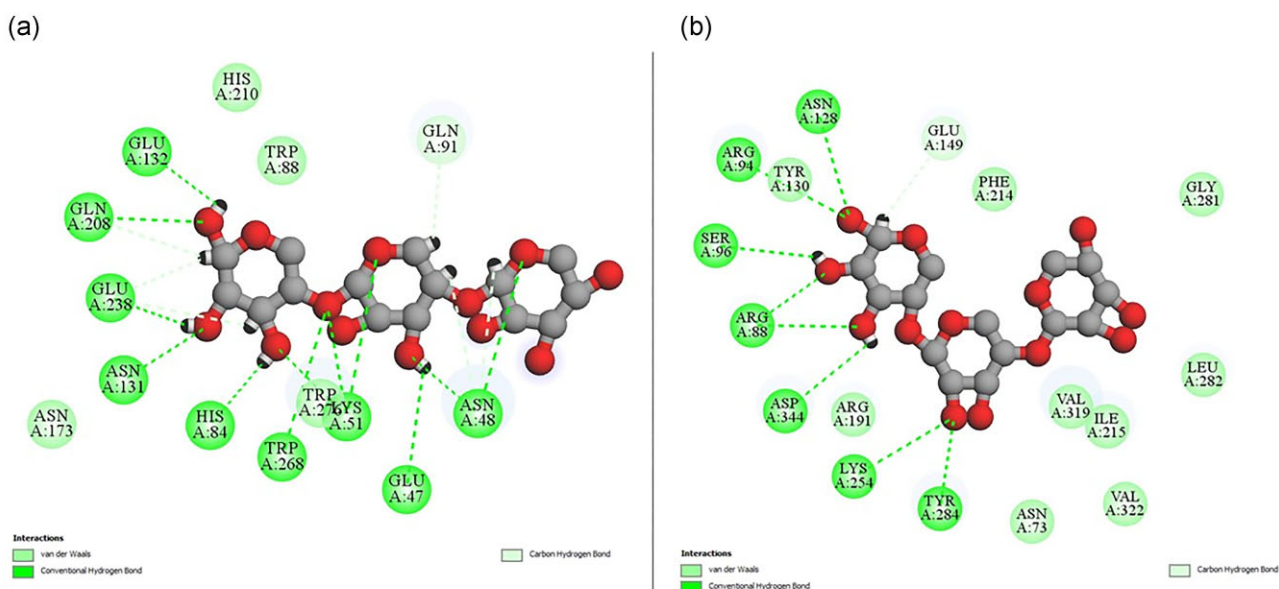 (a)
HIS
A:210
GLU
A:132
TRP
A:88
GLN
A:91
GLN
A:208
GLU
A:238
ASN
A:131
ASN
A:173
HIS
A:84
TRP
A:276
LYS
A:51
ASN
A:48
TRP
A:268
GLU
A:47
Interactions
van der Waals
Conventional Hydrogen Bond
Carbon Hydrogen Bond
(b)
ASN
A:128
ARG
A:94
TYR
A:130
GLU
A:149
PHE
A:214
GLY
A:281
SER
A:96
ARG
A:88
ASP
A:344
ARG
A:191
VAL
A:319
ILE
A:215
LEU
A:282
LYS
A:254
TYR
A:284
ASN
A:73
VAL
A:322
Interactions
van der Waals
Conventional Hydrogen Bond
Carbon Hydrogen Bond